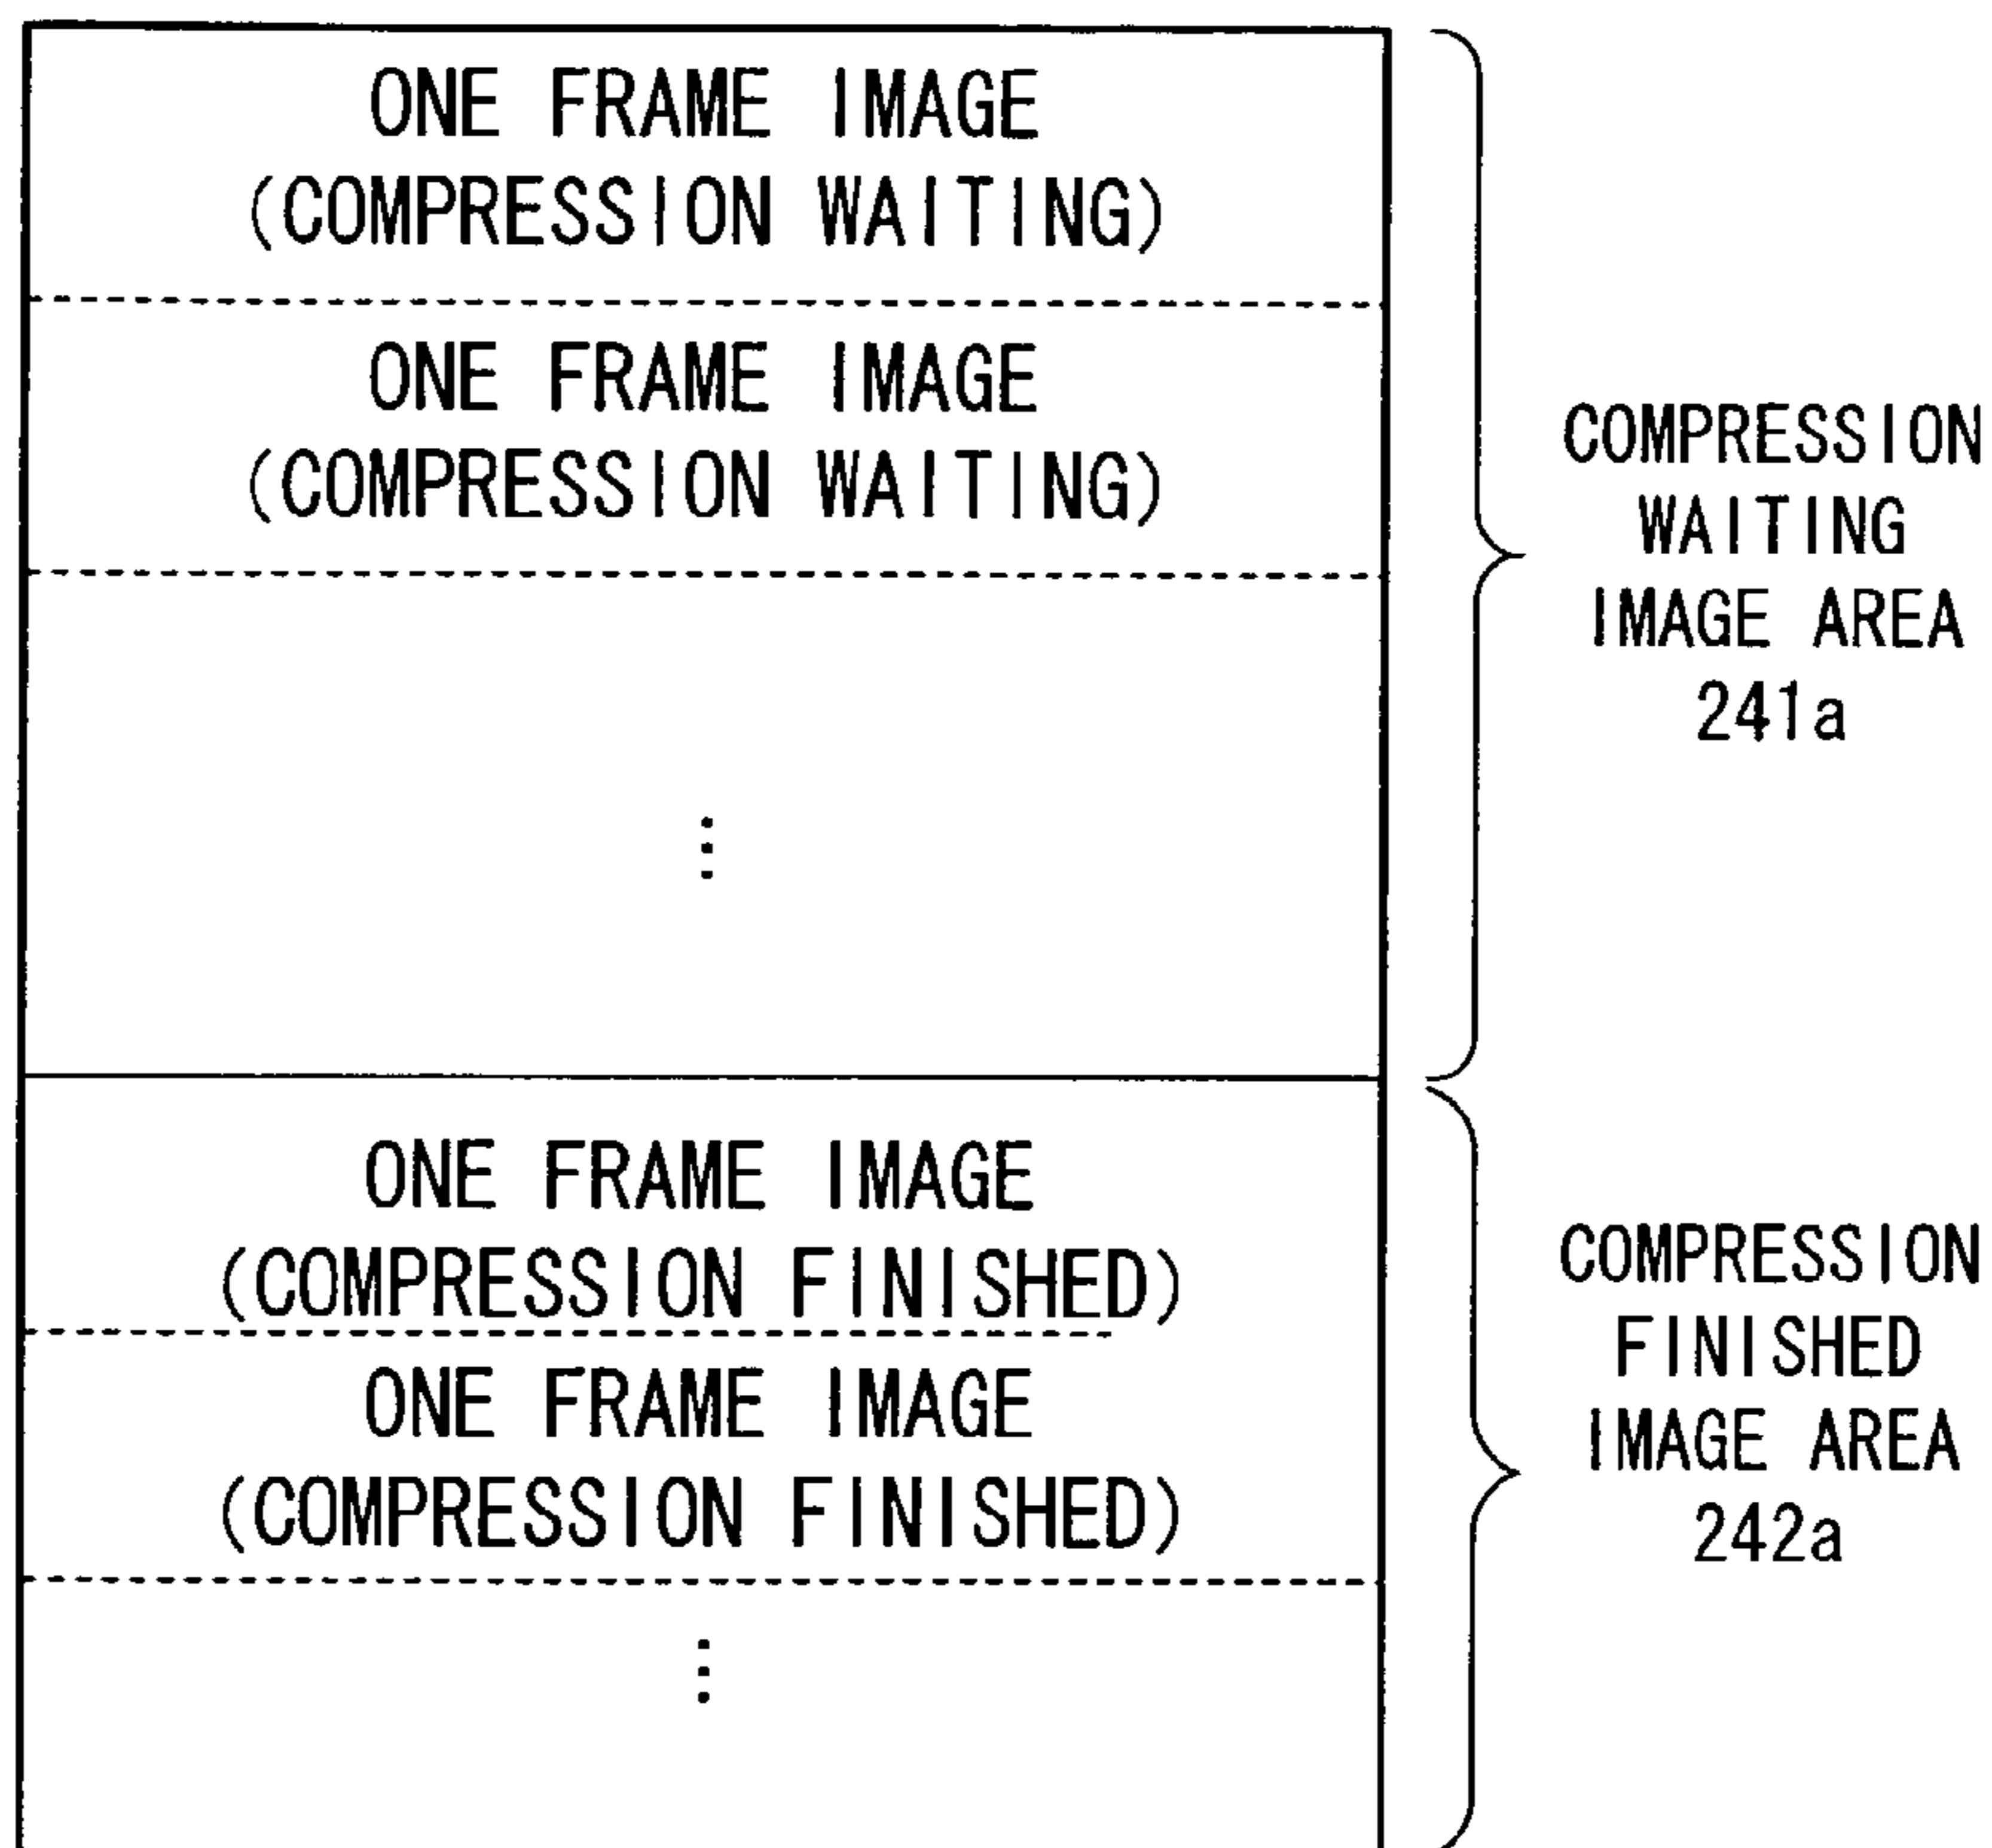 ONE FRAME IMAGE
(COMPRESSION WAITING)
ONE FRAME IMAGE
(COMPRESSION WAITING)
COMPRESSION
WAITING
IMAGE AREA
241a
ONE FRAME IMAGE
(COMPRESSION FINISHED)
ONE FRAME IMAGE
(COMPRESSION FINISHED)
COMPRESSION
FINISHED
IMAGE AREA
242a